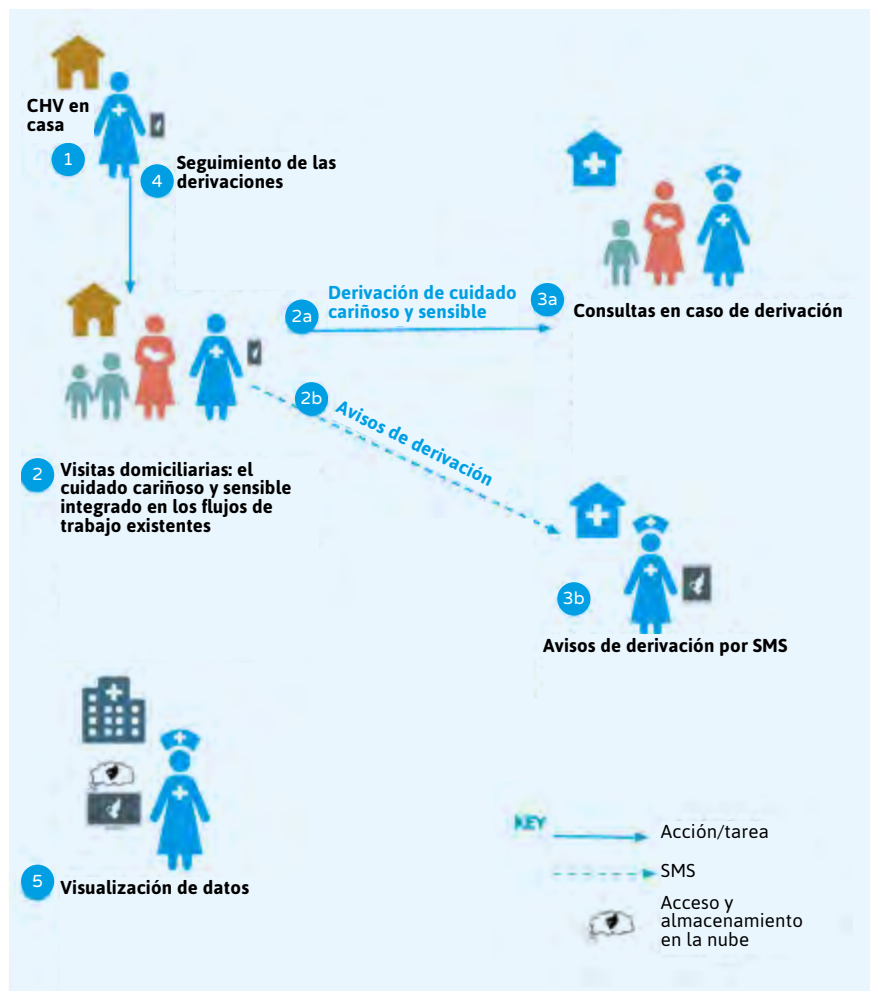 CHV en
casa
1
4
Seguimiento de las
derivaciones
2a
Derivación de cuidado
cariñoso y sensible
3a
Consultas en caso de derivación
2b
Avisos de derivación
2
Visitas domiciliarias: el
cuidado cariñoso y sensible
integrado en los flujos de
trabajo existentes
3b
Avisos de derivación por SMS
5
Visualización de datos
KEY
Acción/tarea
SMS
Acceso y
almacenamiento
en la nube